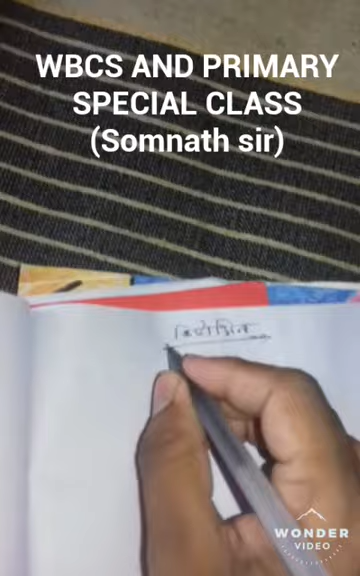 WBCS AND PRIMARY
SPECIAL CLASS
(Somnath sir)
WONDER
VIDEO